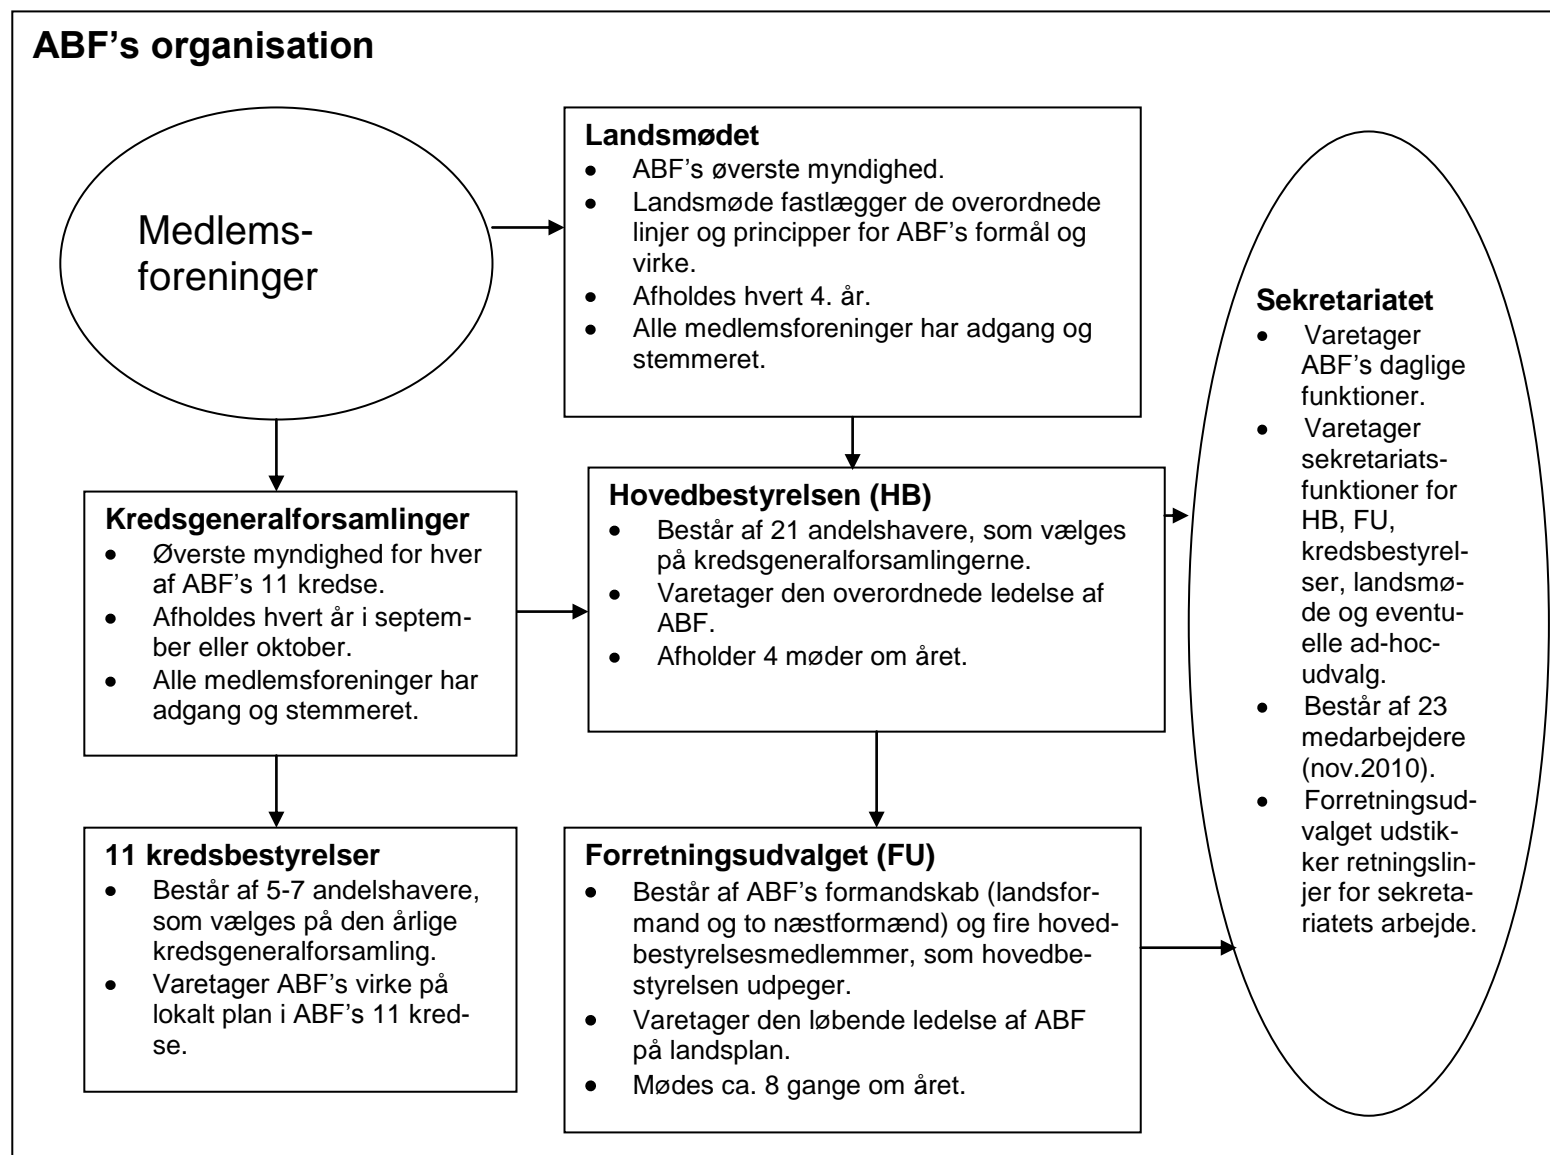 ABF’s organisation
Medlems-
foreninger
Landsmødet
• ABF’s øverste myndighed.
• Landsmøde fastlægger de overordnede
linjer og principper for ABF’s formål og
virke.
• Afholdes hvert 4. år.
• Alle medlemsforeninger har adgang og
stemmeret.
Kredsgeneralforsamlinger
• Øverste myndighed for hver
af ABF’s 11 kredse.
• Afholdes hvert år i septem-
ber eller oktober.
• Alle medlemsforeninger har
adgang og stemmeret.
Hovedbestyrelsen (HB)
• Består af 21 andelshavere, som vælges
på kredsgeneralforsamlingerne.
• Varetager den overordnede ledelse af
ABF.
• Afholder 4 møder om året.
11 kredsbestyrelser
• Består af 5-7 andelshavere,
som vælges på den årlige
kredsgeneralforsamling.
• Varetager ABF’s virke på
lokalt plan i ABF’s 11 kred-
se.
Forretningsudvalget (FU)
• Består af ABF’s formandskab (landsfor-
mand og to næstformænd) og fire hoved-
bestyrelsesmedlemmer, som hovedbe-
styrelsen udpeger.
• Varetager den løbende ledelse af ABF
på landsplan.
• Mødes ca. 8 gange om året.
Sekretariatet
• Varetager
ABF’s daglige
funktioner.
• Varetager
sekretariats-
funktioner for
HB, FU,
kredsbestyrel-
ser, landsmø-
de og eventu-
elle ad-hoc-
udvalg.
• Består af 23
medarbejdere
(nov.2010).
• Forretningsud-
valget udstik-
ker retningslin-
jer for sekreta-
riatets arbejde.